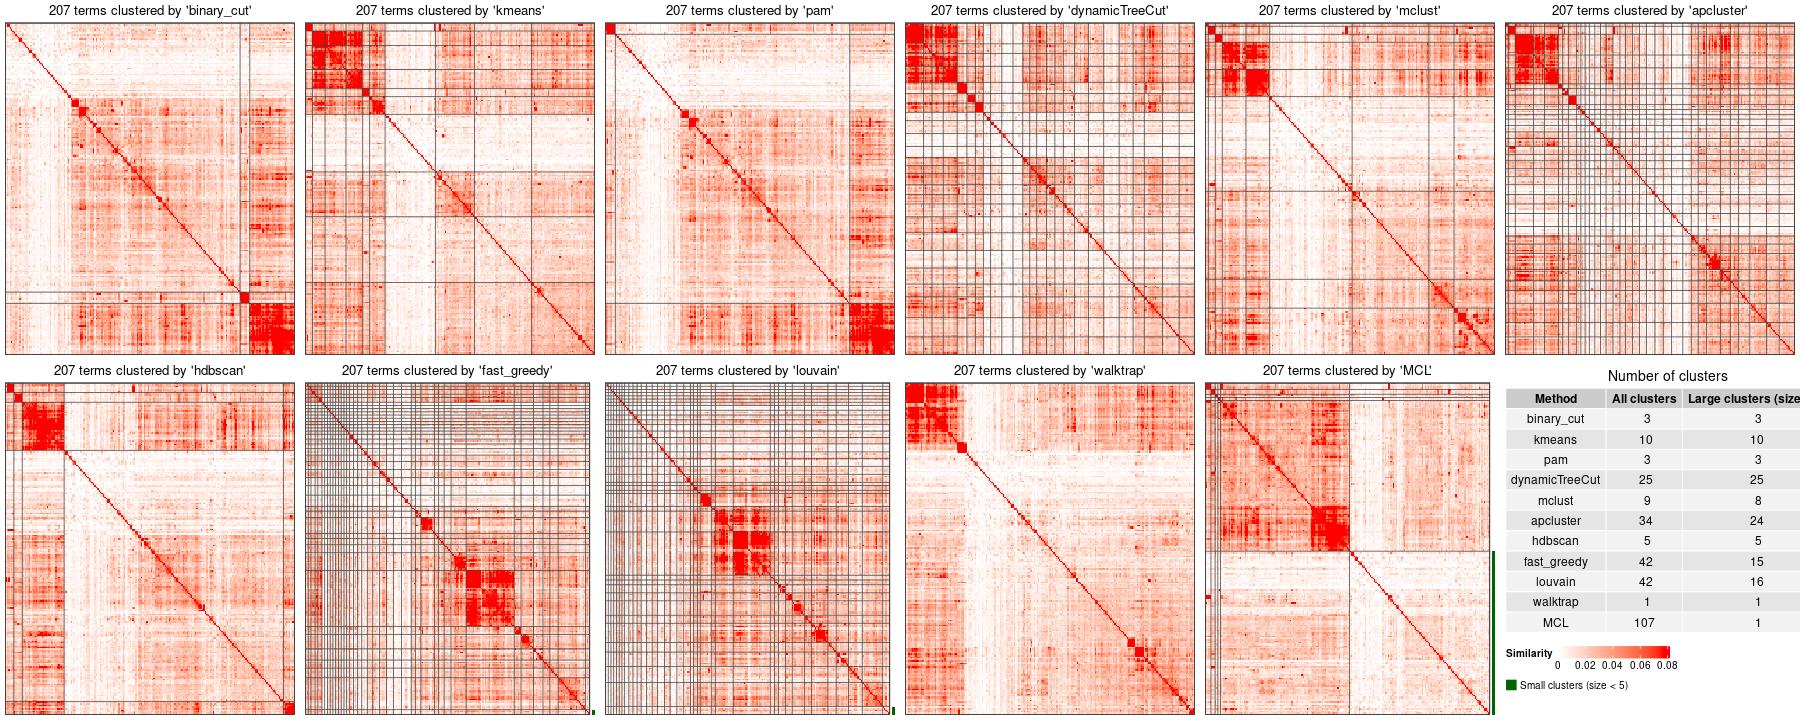 207 terms clustered by 'binary_cut'
207 terms clustered by 'kmeans'
207 terms clustered by 'pam'
207 terms clustered by 'dynamicTreeCut'
207 terms clustered by 'mclust'
207 terms clustered by 'apcluster'
207 terms clustered by 'hdbscan'
207 terms clustered by 'fast_greedy'
207 terms clustered by 'louvain'
207 terms clustered by 'walktrap'
207 terms clustered by 'MCL'
Number of clusters
Method All clusters Large clusters (size
binary_cut 3 3
kmeans 10 10
pam 3 3
dynamicTreeCut 25 25
mclust 9 8
apcluster 34 24
hdbscan 5 5
fast_greedy 42 15
louvain 42 16
walktrap 1 1
MCL 107 1
Similarity
0 0.02 0.04 0.06 0.08
Small clusters (size < 5)